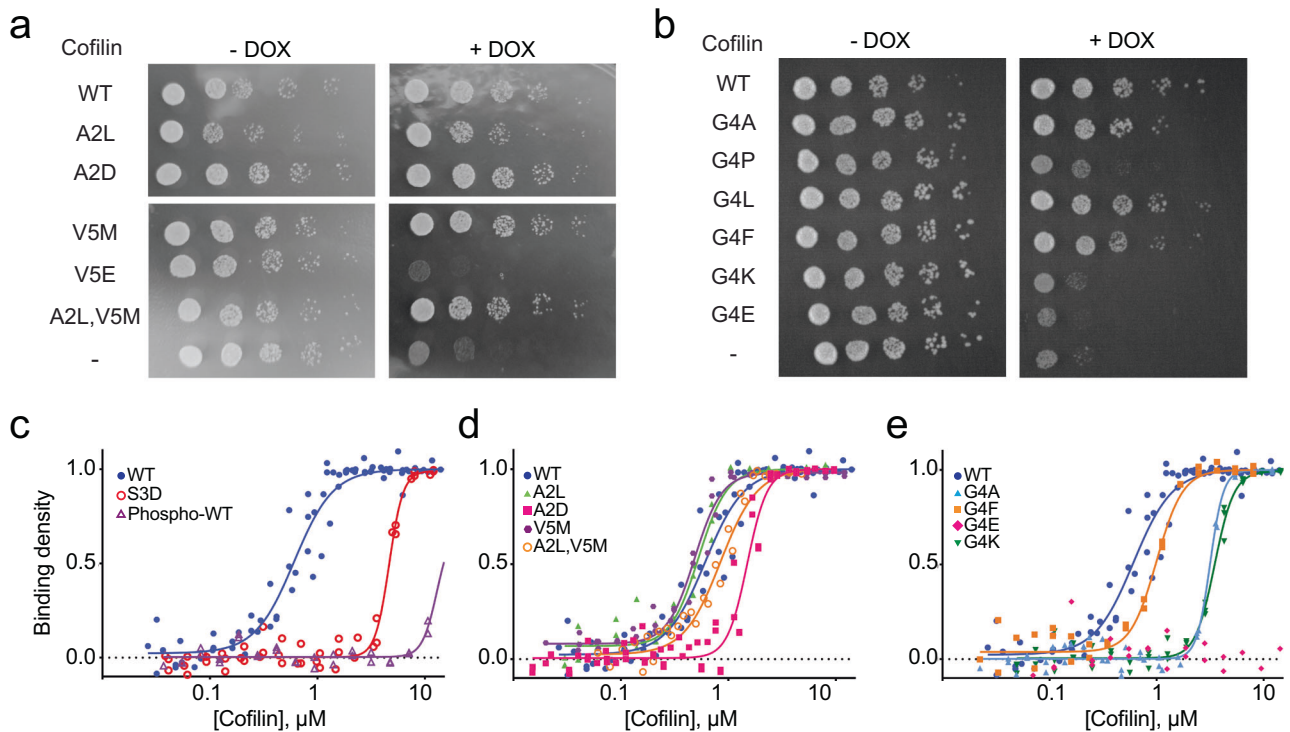 a
Cofilin - DOX + DOX
WT
A2L
A2D
V5M
V5E
A2L,V5M
-
b
Cofilin - DOX + DOX
WT
G4A
G4P
G4L
G4F
G4K
G4E
-
c
Binding density
1.0
0.5
0.0
WT
S3D
Phospho-WT
0.1 1 10
[Cofilin], μM
d
1.0
0.5
0.0
WT
A2L
A2D
V5M
A2L,V5M
0.1 1 10
[Cofilin], μM
e
1.0
0.5
0.0
WT
G4A
G4F
G4E
G4K
0.1 1 10
[Cofilin], μM